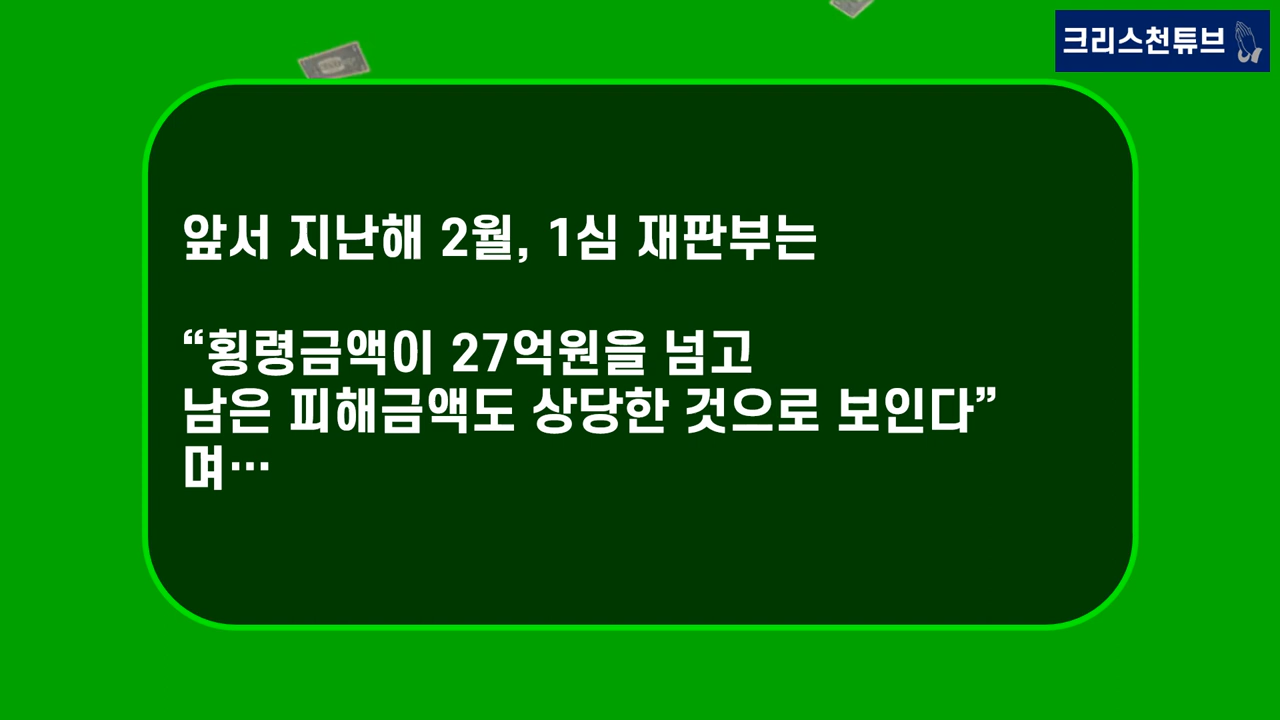 크리스천튜브
앞서 지난해 2월, 1심 재판부는
“횡령금액이 27억원을 넘고
남은 피해금액도 상당한 것으로 보인다”
며…